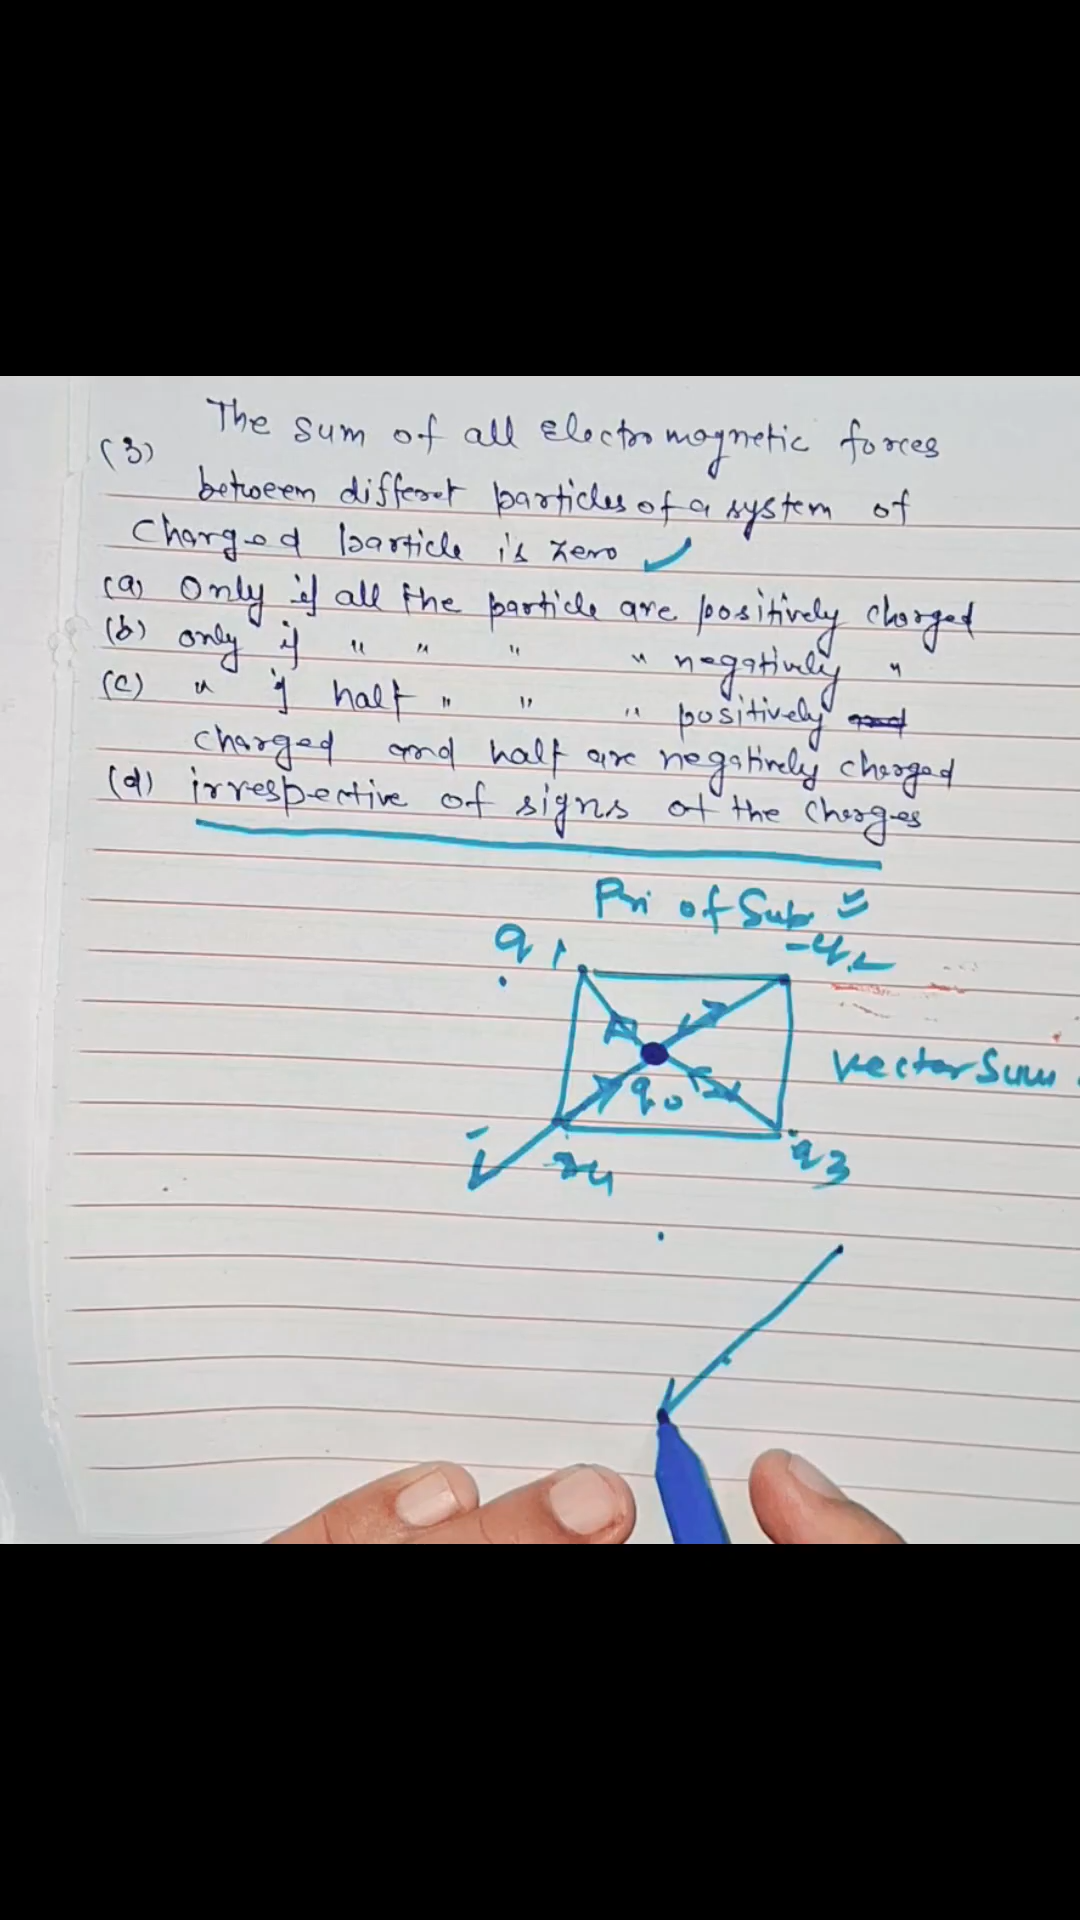 The sum of all Electromagnetic forces
(3)
between differet particles of a system of
Charged particle is zero
(a) Only if all the particle are positively charged
(b) only if " " " " negatively "
(c) " if half " " " positively
charged and half are negatively charged
(d) irrespective of signs of the charges
Pri of Sub
q1
vector Sum
q0
q3